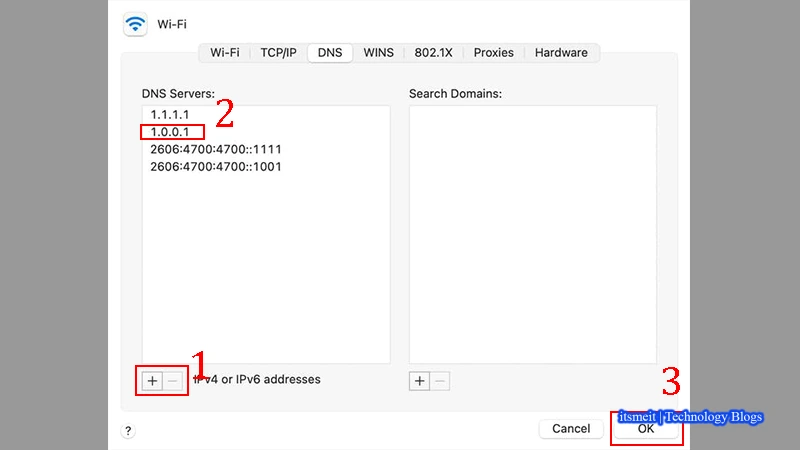 Wi-Fi
Wi-Fi TCP/IP DNS WINS 802.1X Proxies Hardware
DNS Servers:
Search Domains:
1.1.1.1
2
1.0.0.1
2606:4700:4700::1111
2606:4700:4700::1001
1
+ − IPv4 or IPv6 addresses
+ −
3
itsmeit | Technology Blogs
? Cancel OK